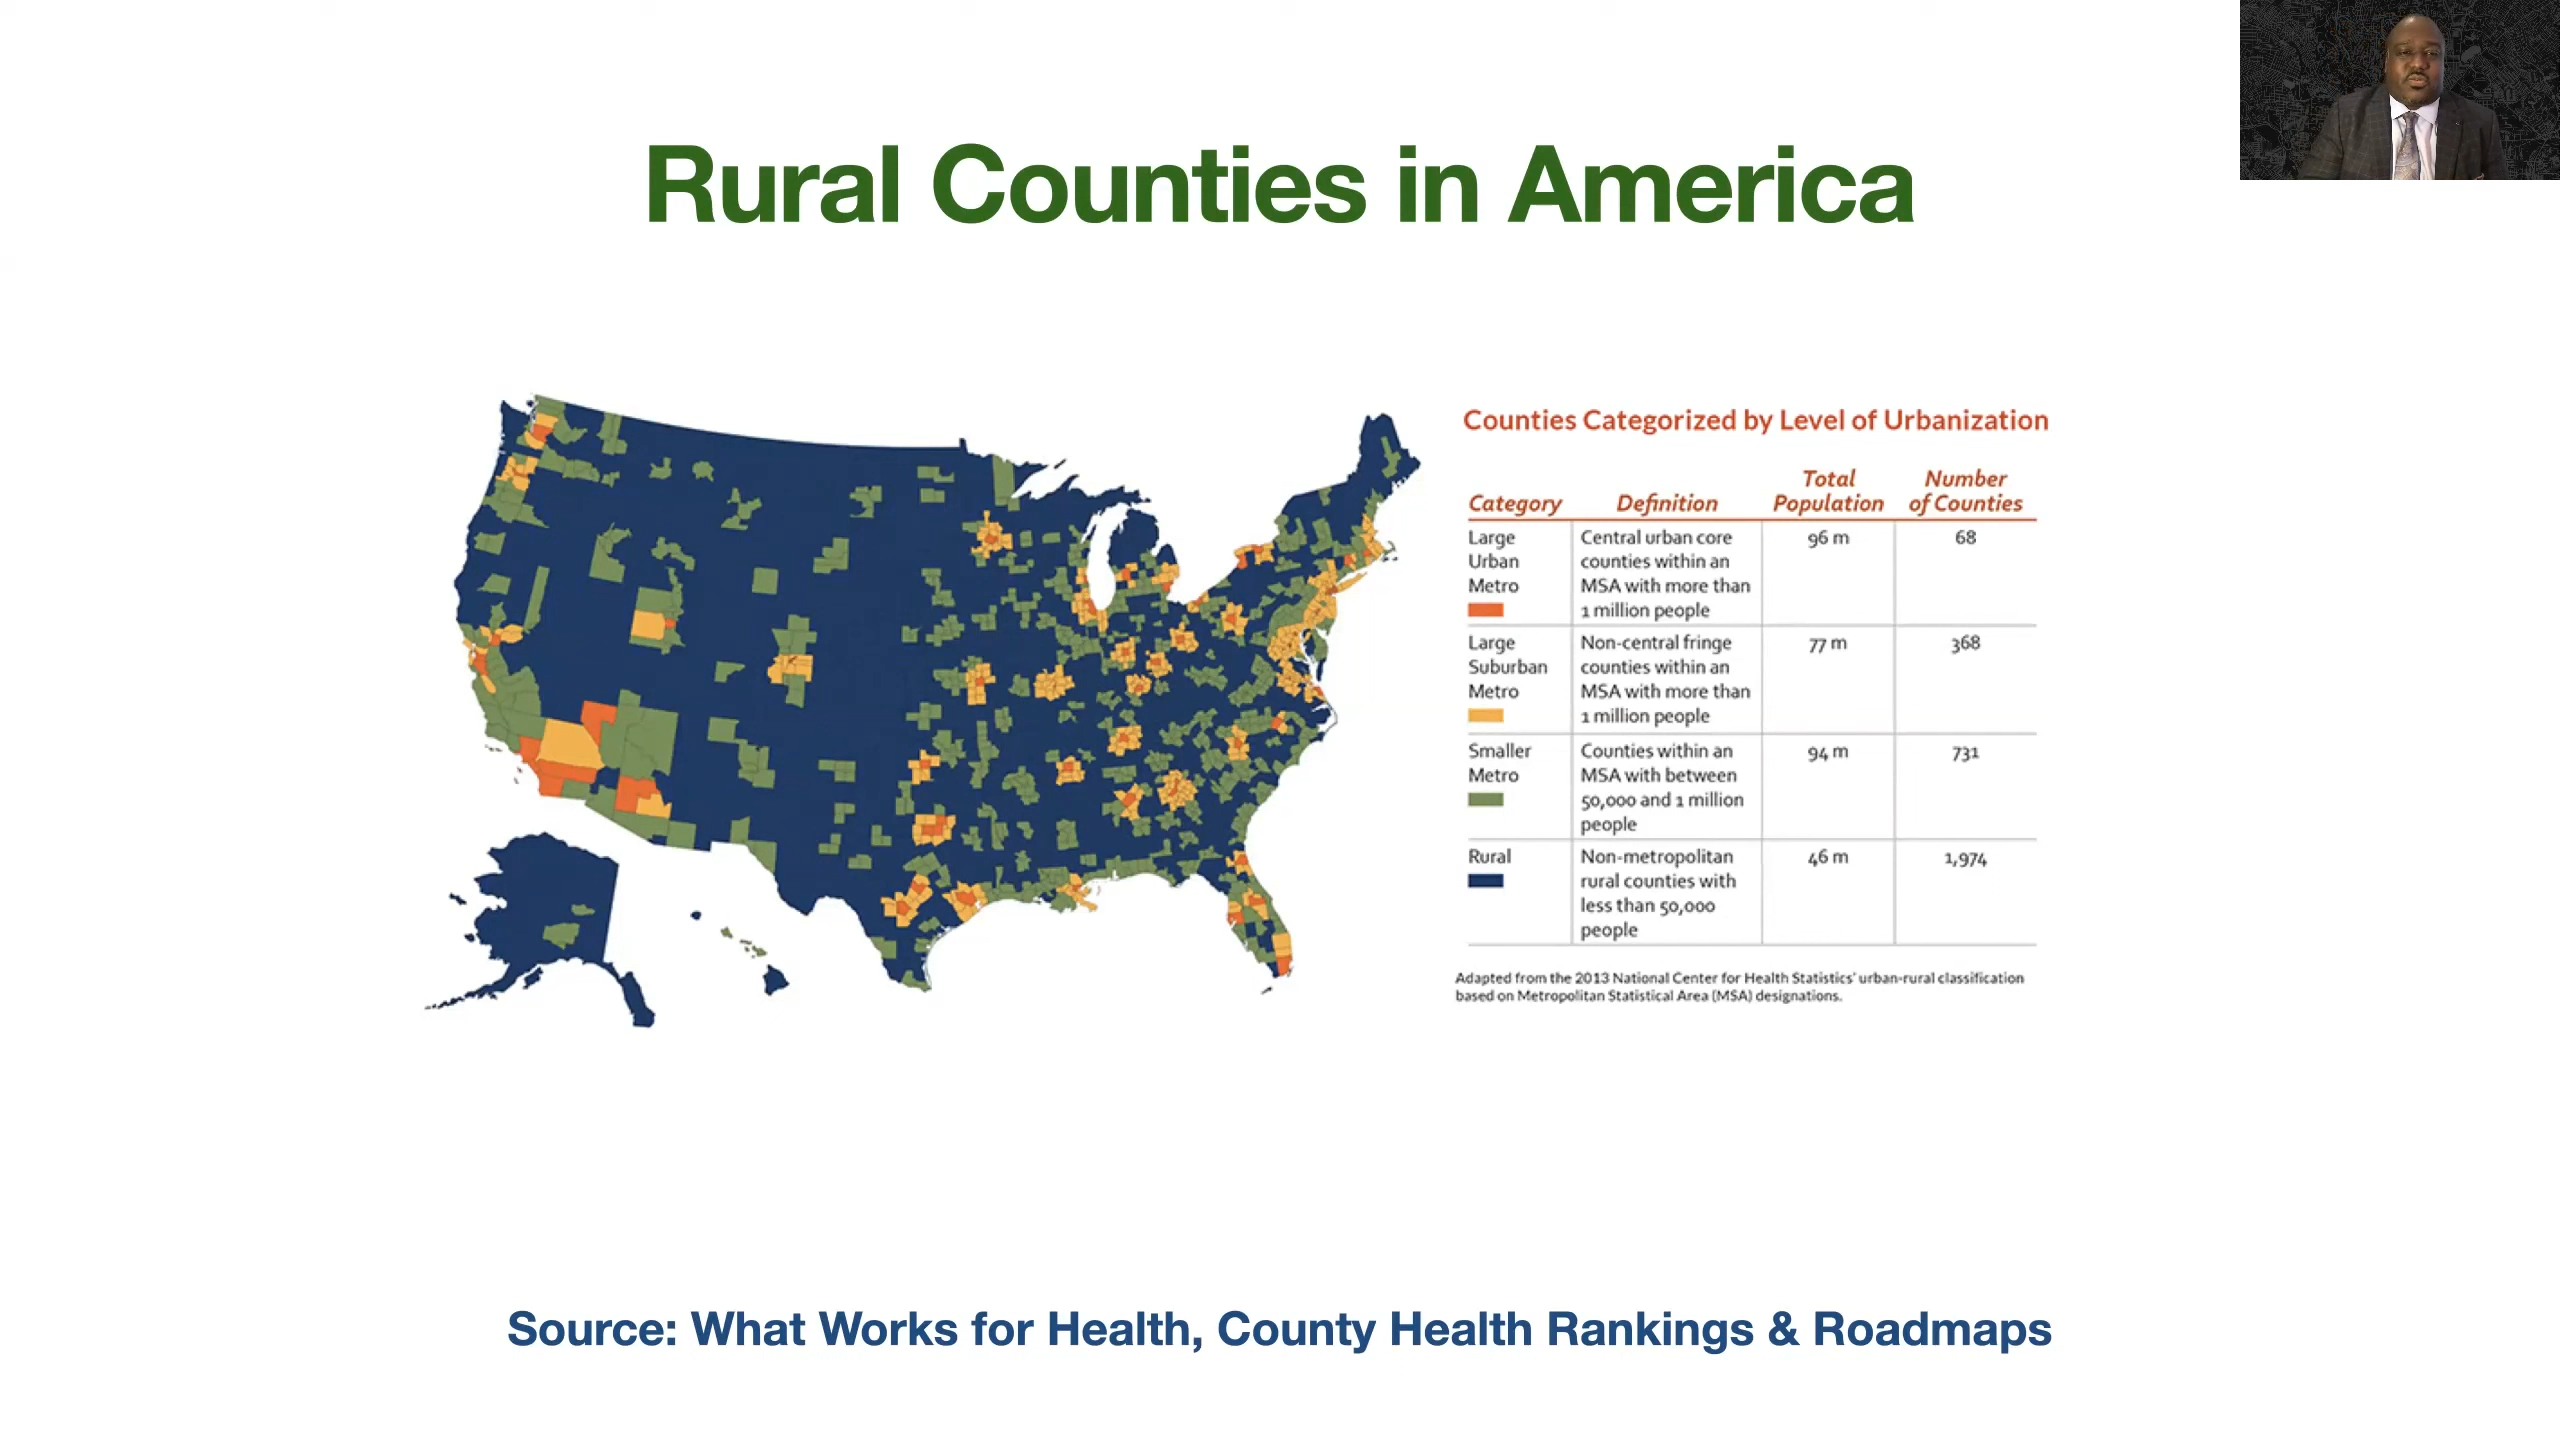 Rural Counties in America
Counties Categorized by Level of Urbanization
Category Definition Total Population Number of Counties
Large Urban Metro
Central urban core
counties within an
MSA with more than
1 million people
96 m
68
Large Suburban Metro
Non-central fringe
counties within an
MSA with more than
1 million people
77 m
368
Smaller Metro
Counties within an
MSA with between
50,000 and 1 million
people
94 m
731
Rural
Non-metropolitan
rural counties with
less than 50,000
people
46 m
1,974
Adapted from the 2013 National Center for Health Statistics' urban-rural classification
based on Metropolitan Statistical Area (MSA) designations.
Source: What Works for Health, County Health Rankings & Roadmaps